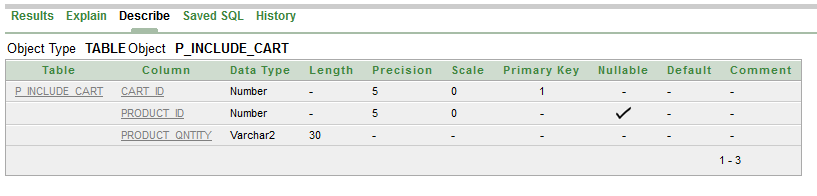 Results Explain Describe Saved SQL History
Object Type TABLE Object P_INCLUDE_CART
Table Column Data Type Length Precision Scale Primary Key Nullable Default Comment
P_INCLUDE_CART CART_ID Number - 5 0 1 - - -
PRODUCT_ID Number - 5 0 - ✓ - -
PRODUCT_QNTITY Varchar2 30 - - - - - -
1 - 3